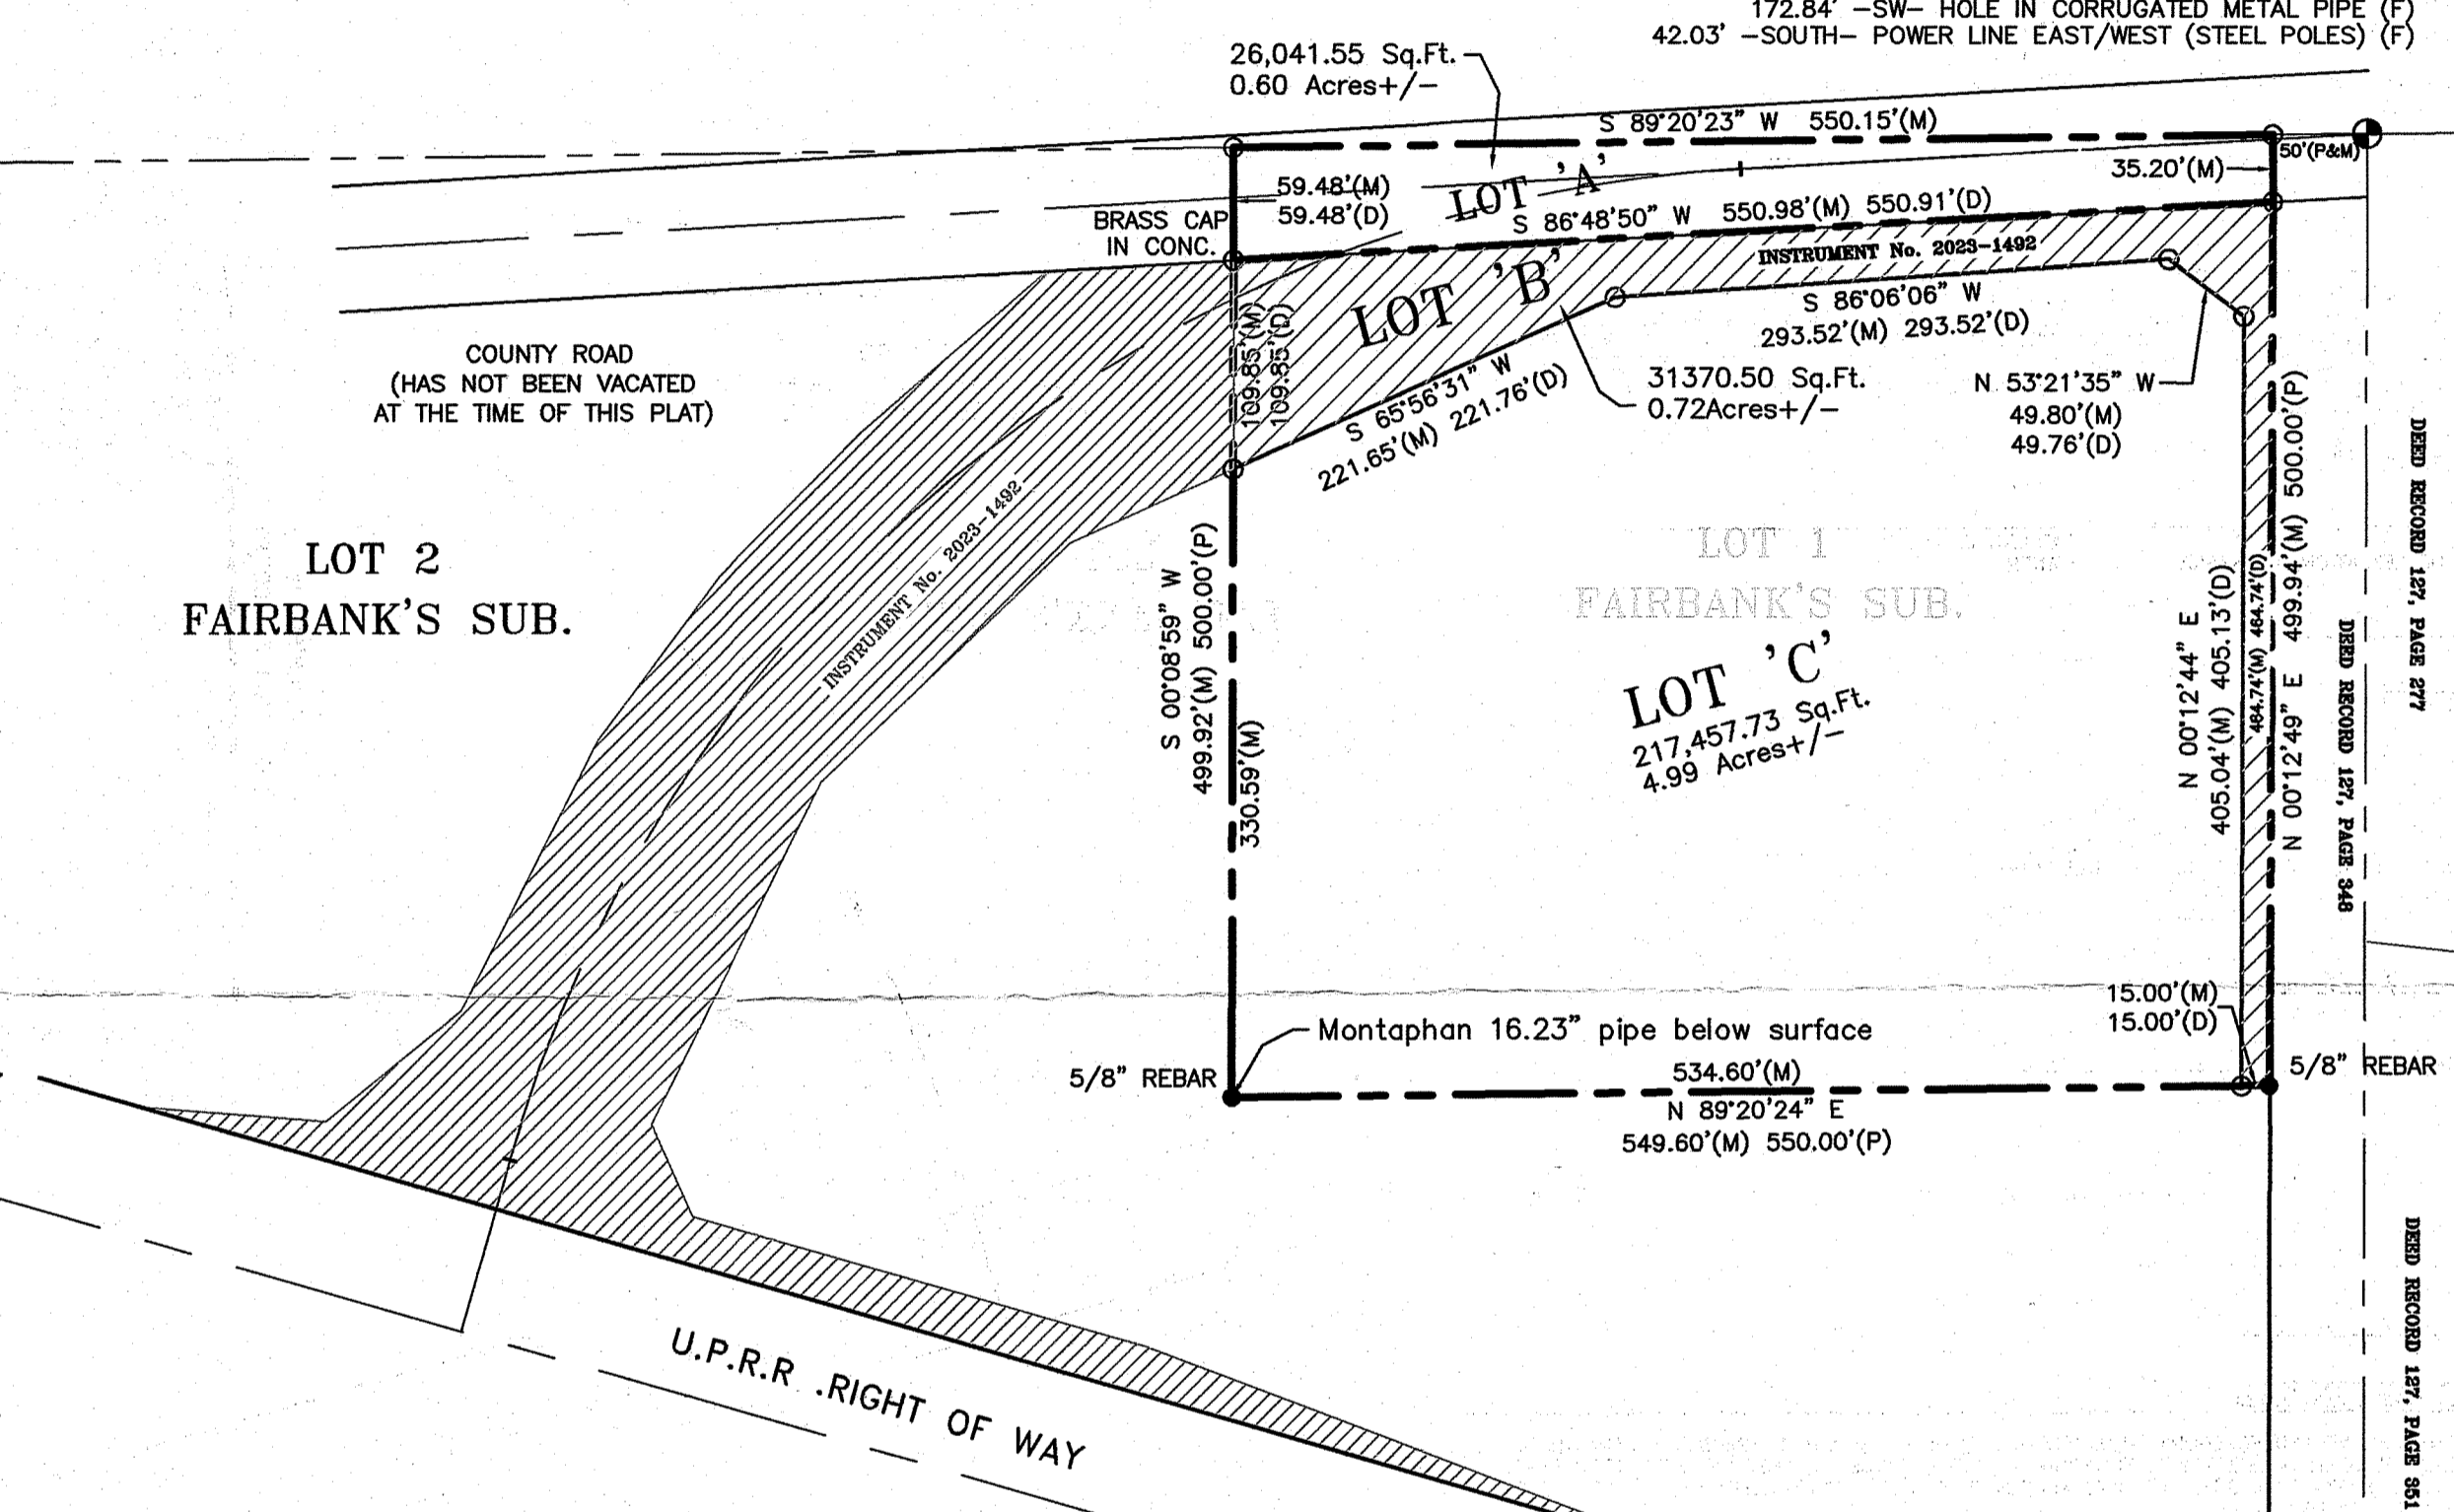 172.84' -SW- HOLE IN CORRUGATED METAL PIPE (F)
42.03' -SOUTH- POWER LINE EAST/WEST (STEEL POLES) (F)
26,041.55 Sq.Ft.
0.60 Acres+/-
S 89°20'23" W 550.15'(M)
50'(P&M)
35.20'(M)
59.48'(M)
59.48'(D)
LOT 'A'
S 86°48'50" W 550.98'(M) 550.91'(D)
BRASS CAP
IN CONC.
INSTRUMENT No. 2023-1492
LOT 'B'
S 86°06'06" W
293.52'(M) 293.52'(D)
109.85'(M)
109.85'(D)
COUNTY ROAD
(HAS NOT BEEN VACATED
AT THE TIME OF THIS PLAT)
S 65°56'31" W
221.65'(M) 221.76'(D)
31370.50 Sq.Ft.
0.72Acres+/-
N 53°21'35" W
49.80'(M)
49.76'(D)
LOT 2
FAIRBANK'S SUB.
INSTRUMENT No. 2023-1492
LOT 1
FAIRBANK'S SUB.
LOT 'C'
217,457.73 Sq.Ft.
4.99 Acres+/-
S 00°08'59" W
499.92'(M) 500.00'(P)
330.59'(M)
N 00°12'44" E
405.04'(M) 405.13'(D)
464.74'(M) 464.74'(D)
N 00°12'49" E 499.94'(M) 500.00'(P)
DEED RECORD 127, PAGE 348
DEED RECORD 127, PAGE 277
15.00'(M)
15.00'(D)
Montaphan 16.23" pipe below surface
5/8" REBAR
5/8" REBAR
534.60'(M)
N 89°20'24" E
549.60'(M) 550.00'(P)
U.P.R.R .RIGHT OF WAY
DEED RECORD 127, PAGE 351